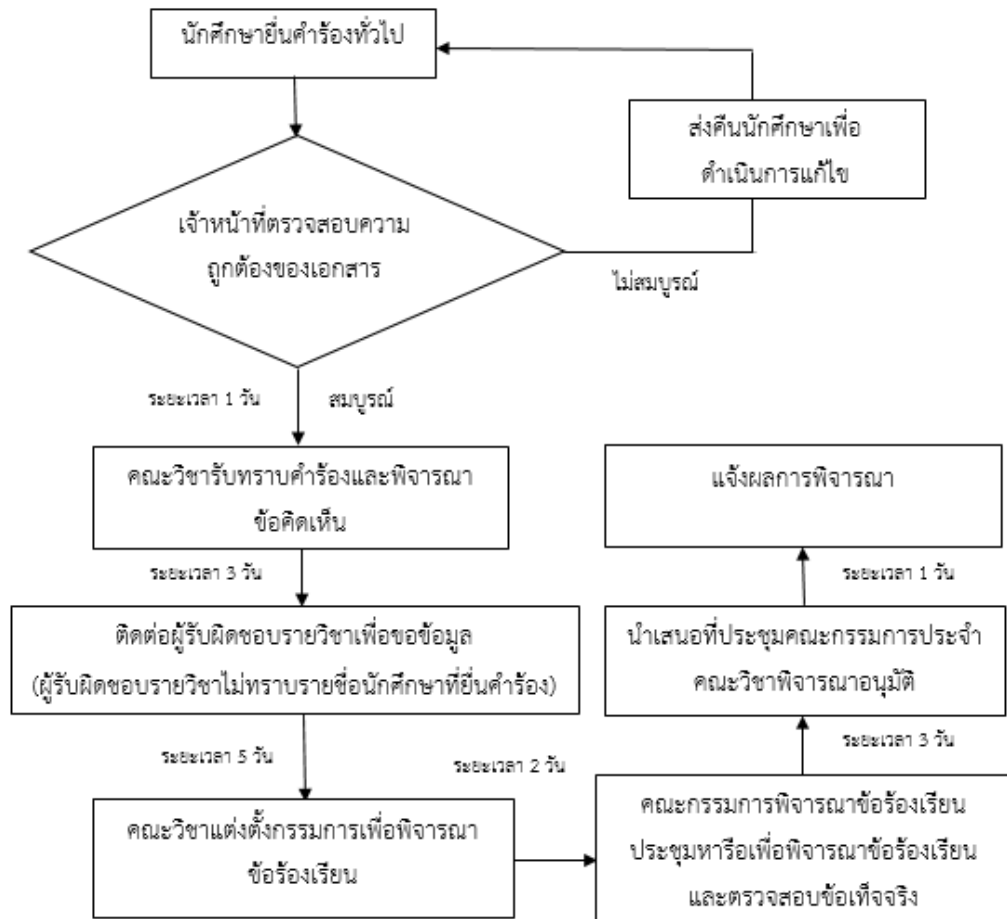 นักศึกษายื่นคำร้องทั่วไป
ส่งคืนนักศึกษาเพื่อ
ดำเนินการแก้ไข
เจ้าหน้าที่ตรวจสอบความ
ถูกต้องของเอกสาร
ไม่สมบูรณ์
ระยะเวลา 1 วัน
สมบูรณ์
คณะวิชารับทราบคำร้องและพิจารณา
ข้อคิดเห็น
ระยะเวลา 3 วัน
ติดต่อผู้รับผิดชอบรายวิชาเพื่อขอข้อมูล
(ผู้รับผิดชอบรายวิชาไม่ทราบรายชื่อนักศึกษาที่ยื่นคำร้อง)
ระยะเวลา 5 วัน
คณะวิชาแต่งตั้งกรรมการเพื่อพิจารณา
ข้อร้องเรียน
ระยะเวลา 2 วัน
คณะกรรมการพิจารณาข้อร้องเรียน
ประชุมหารือเพื่อพิจารณาข้อร้องเรียน
และตรวจสอบข้อเท็จจริง
ระยะเวลา 3 วัน
นำเสนอที่ประชุมคณะกรรมการประจำ
คณะวิชาพิจารณาอนุมัติ
ระยะเวลา 1 วัน
แจ้งผลการพิจารณา